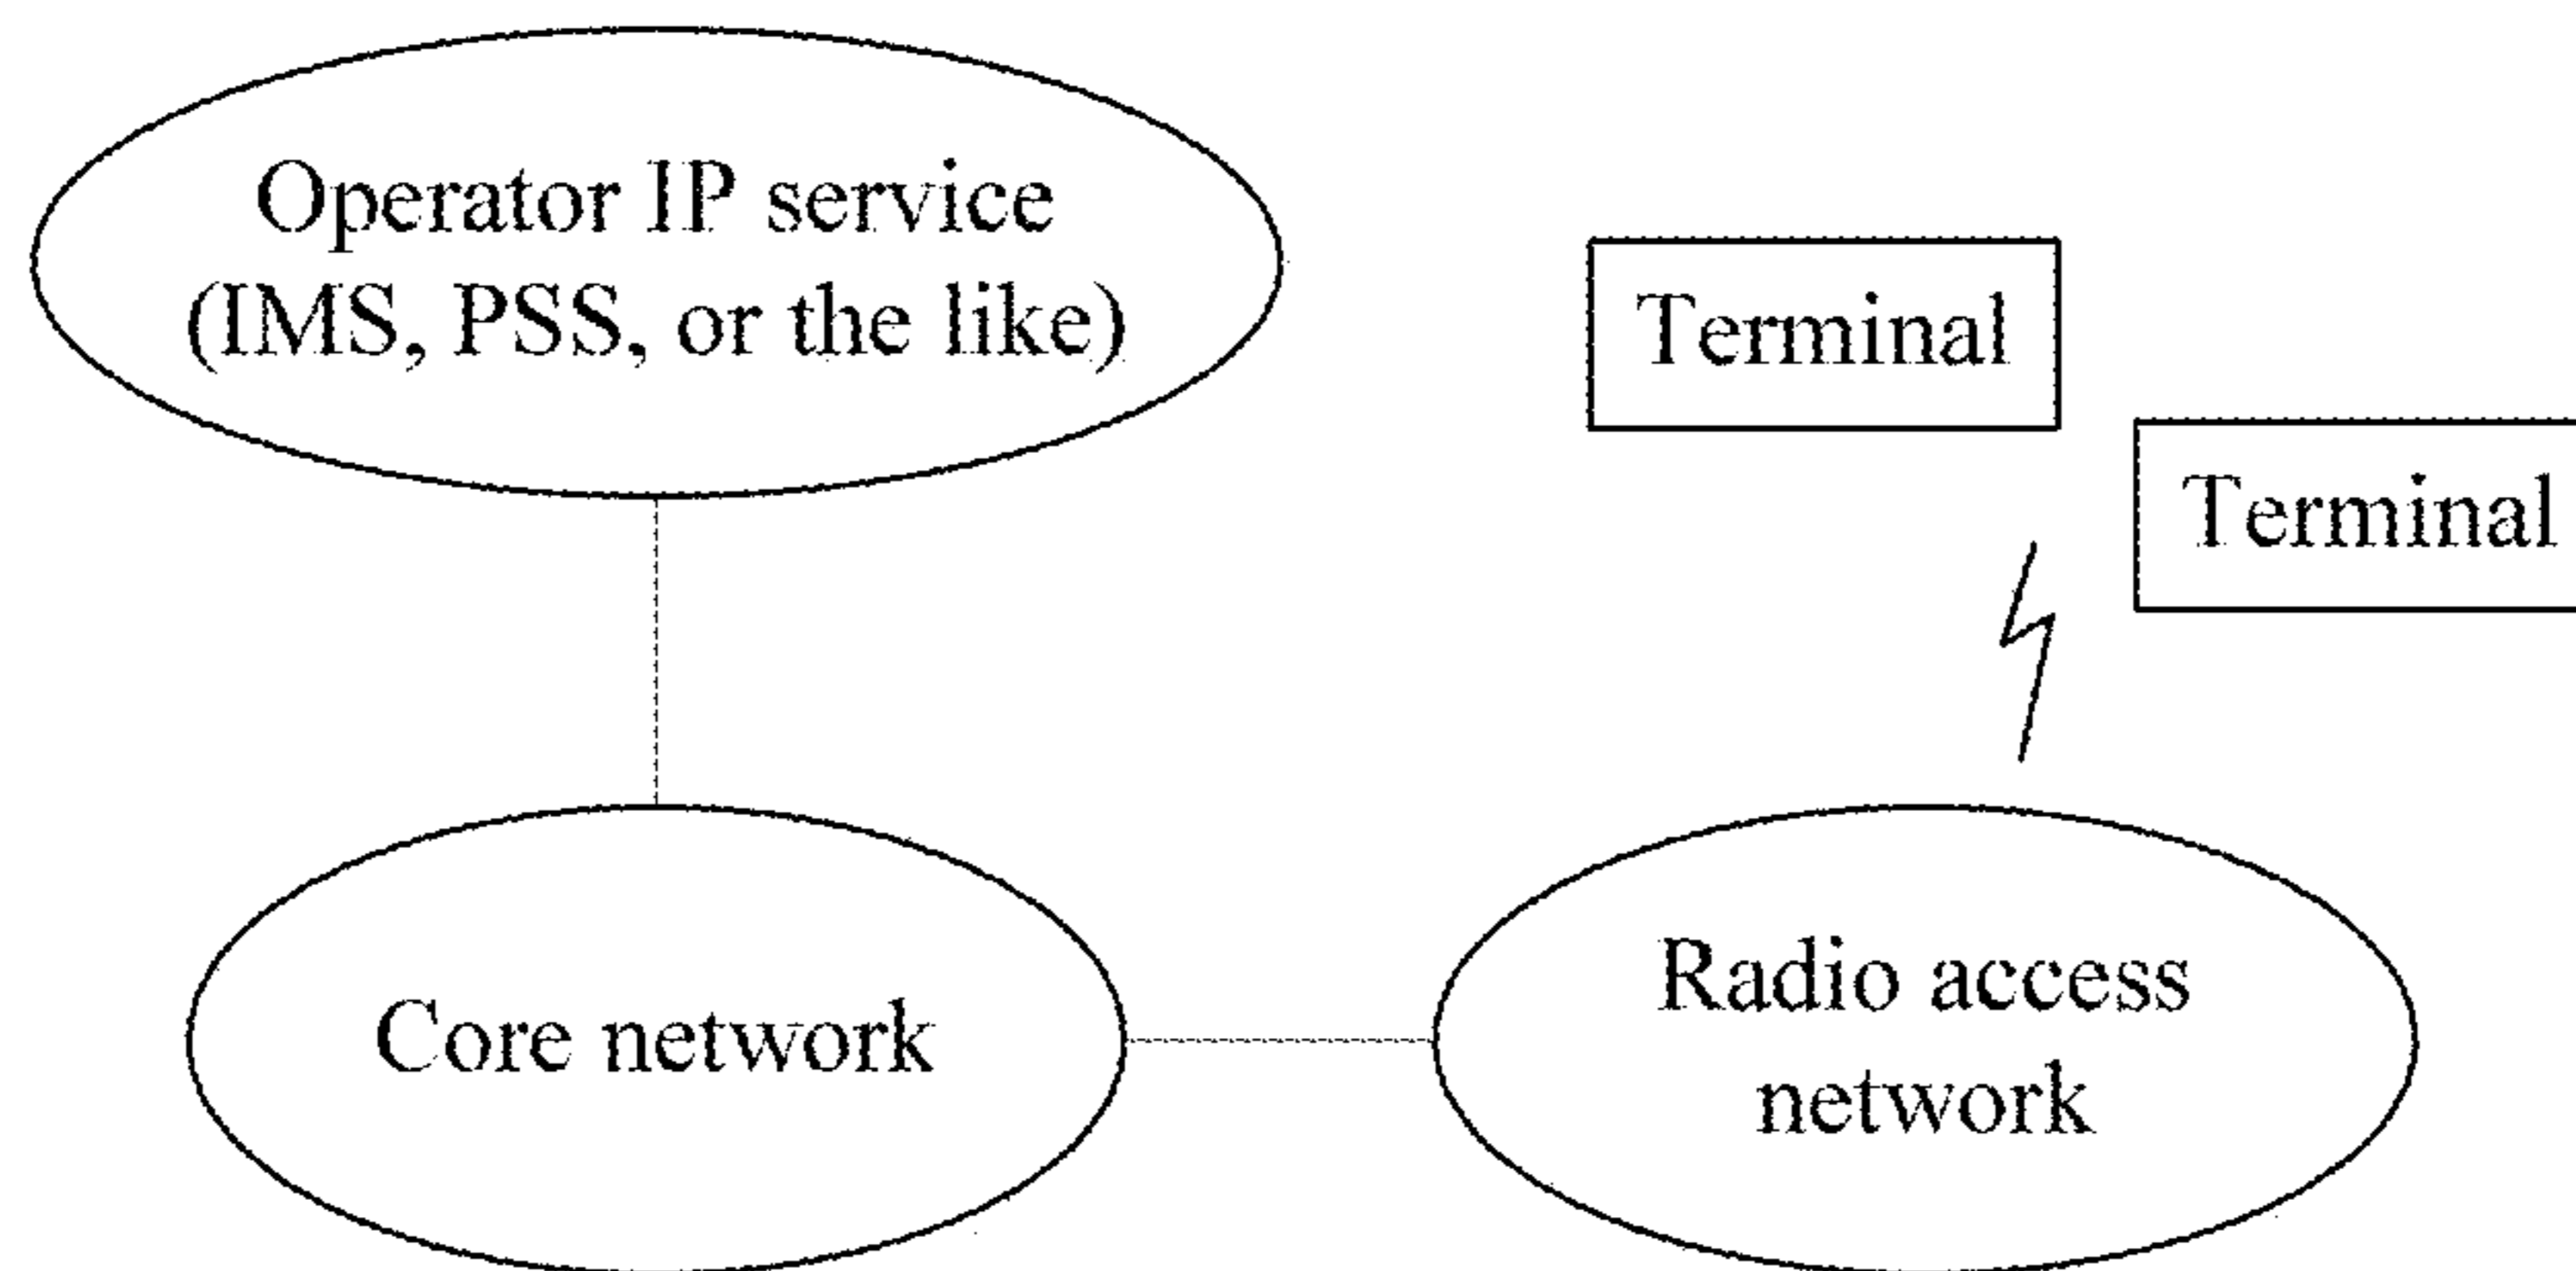 Operator IP service
(IMS, PSS, or the like)
Terminal
Terminal
Core network
Radio access
network